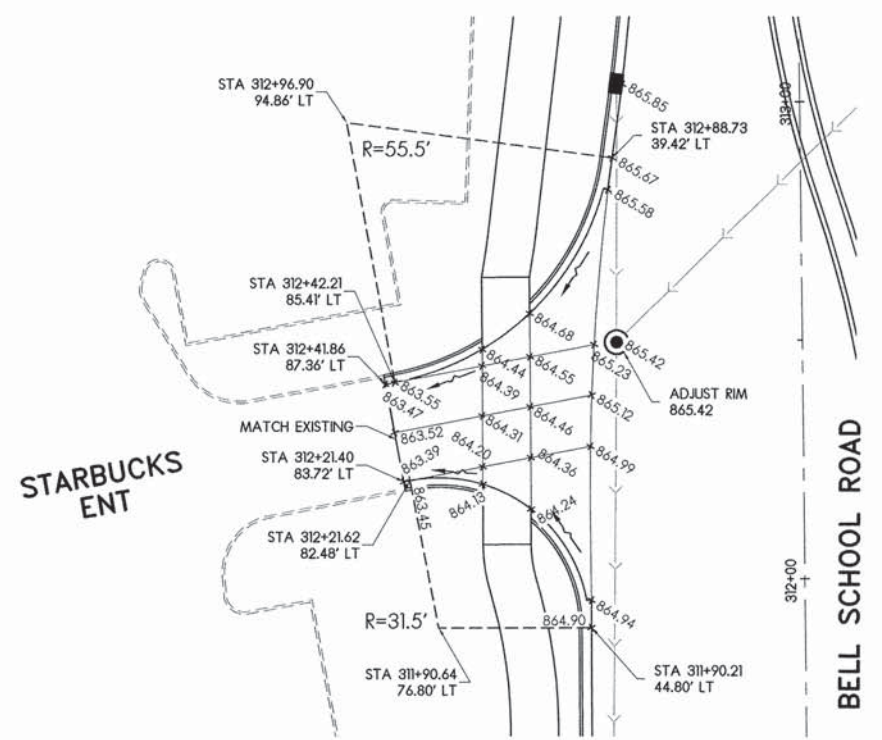 STA 312+96.90
94.86' LT
865.85
313+00
STA 312+88.73
39.42' LT
R=55.5'
865.67
865.58
STA 312+42.21
85.41' LT
864.68
STA 312+41.86
87.36' LT
864.44
864.55
865.23
865.42
864.39
ADJUST RIM
865.42
863.55
863.47
865.12
MATCH EXISTING
863.52
864.31
864.46
863.39
864.20
864.99
STA 312+21.40
83.72' LT
864.36
STARBUCKS
ENT
863.45
864.13
864.24
STA 312+21.62
82.48' LT
312+00
R=31.5'
864.90
864.94
STA 311+90.64
76.80' LT
STA 311+90.21
44.80' LT
BELL SCHOOL ROAD